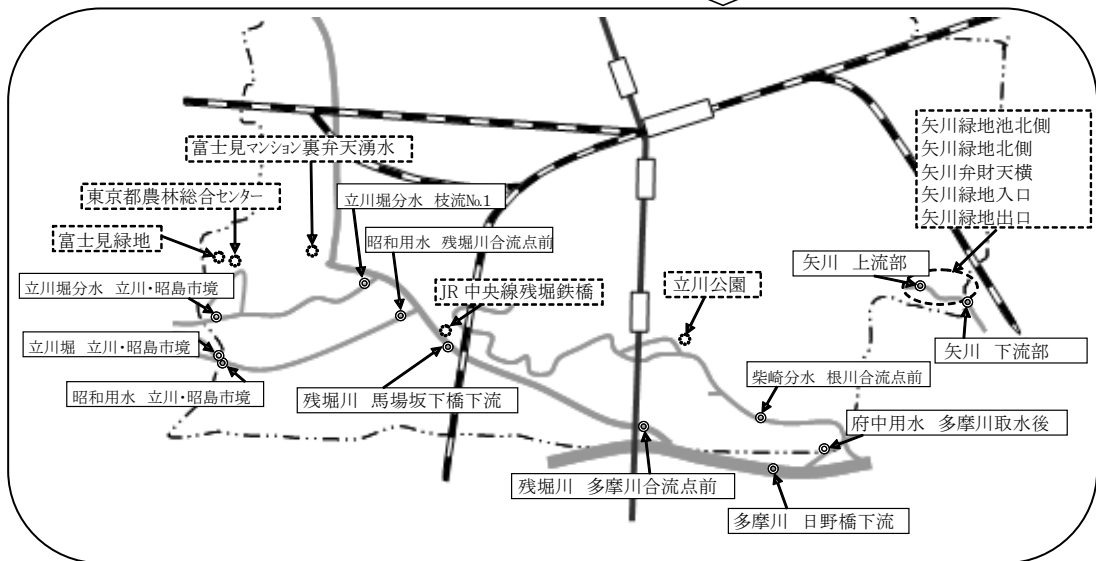 富士見マンション裏弁天湧水
東京都農林総合センター
富士見緑地
立川堀分水 枝流№1
昭和用水 残堀川合流点前
立川堀分水 立川・昭島市境
JR中央線残堀鉄橋
立川公園
矢川緑地池北側
矢川緑地北側
矢川弁財天横
矢川緑地入口
矢川緑地出口
矢川 上流部
矢川 下流部
立川堀 立川・昭島市境
昭和用水 立川・昭島市境
残堀川 馬場坂下橋下流
柴崎分水 根川合流点前
府中用水 多摩川取水後
残堀川 多摩川合流点前
多摩川 日野橋下流